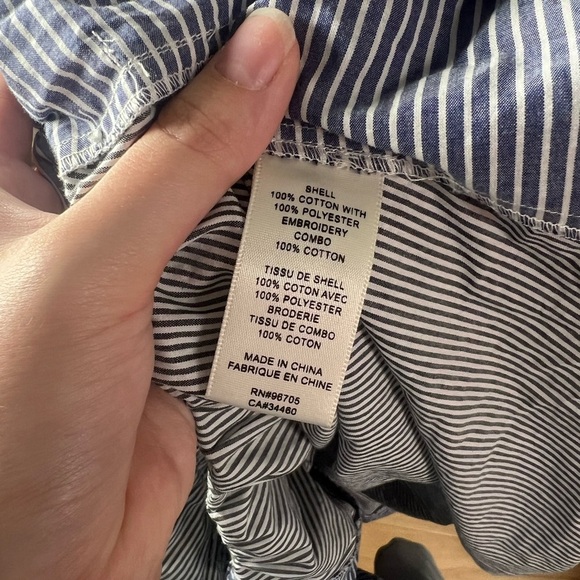 SHELL
100% COTTON WITH
100% POLYESTER
EMBROIDERY
COMBO
100% COTTON
TISSU DE SHELL
100% COTON AVEC
100% POLYESTER
BRODERIE
TISSU DE COMBO
100% COTON
MADE IN CHINA
FABRIQUE EN CHINE
RN#96705
CA#34460